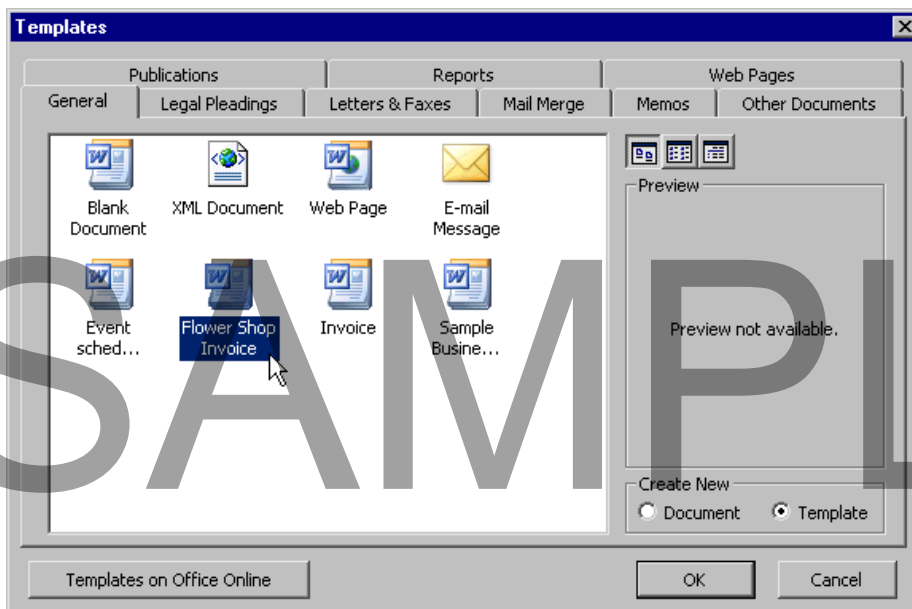 Templates
Publications Reports Web Pages
General Legal Pleadings Letters & Faxes Mail Merge Memos Other Documents
Blank Document
XML Document
Web Page
E-mail Message
Event sched...
Flower Shop Invoice
Invoice
Sample Busine...
Preview
Preview not available.
Create New
Document Template
Templates on Office Online OK Cancel
SAMPL